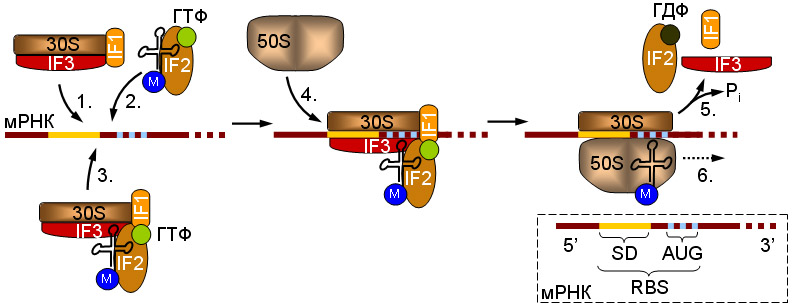 ГТФ
30S
IF1
IF3
IF2
M
1.
2.
мРНК
3.
30S
IF1
IF3
ГТФ
IF2
M
50S
4.
30S
IF1
IF3
IF2
M
ГДФ
IF1
IF2
IF3
Pi
5.
30S
50S
6.
M
5’
3’
SD
AUG
RBS
мРНК